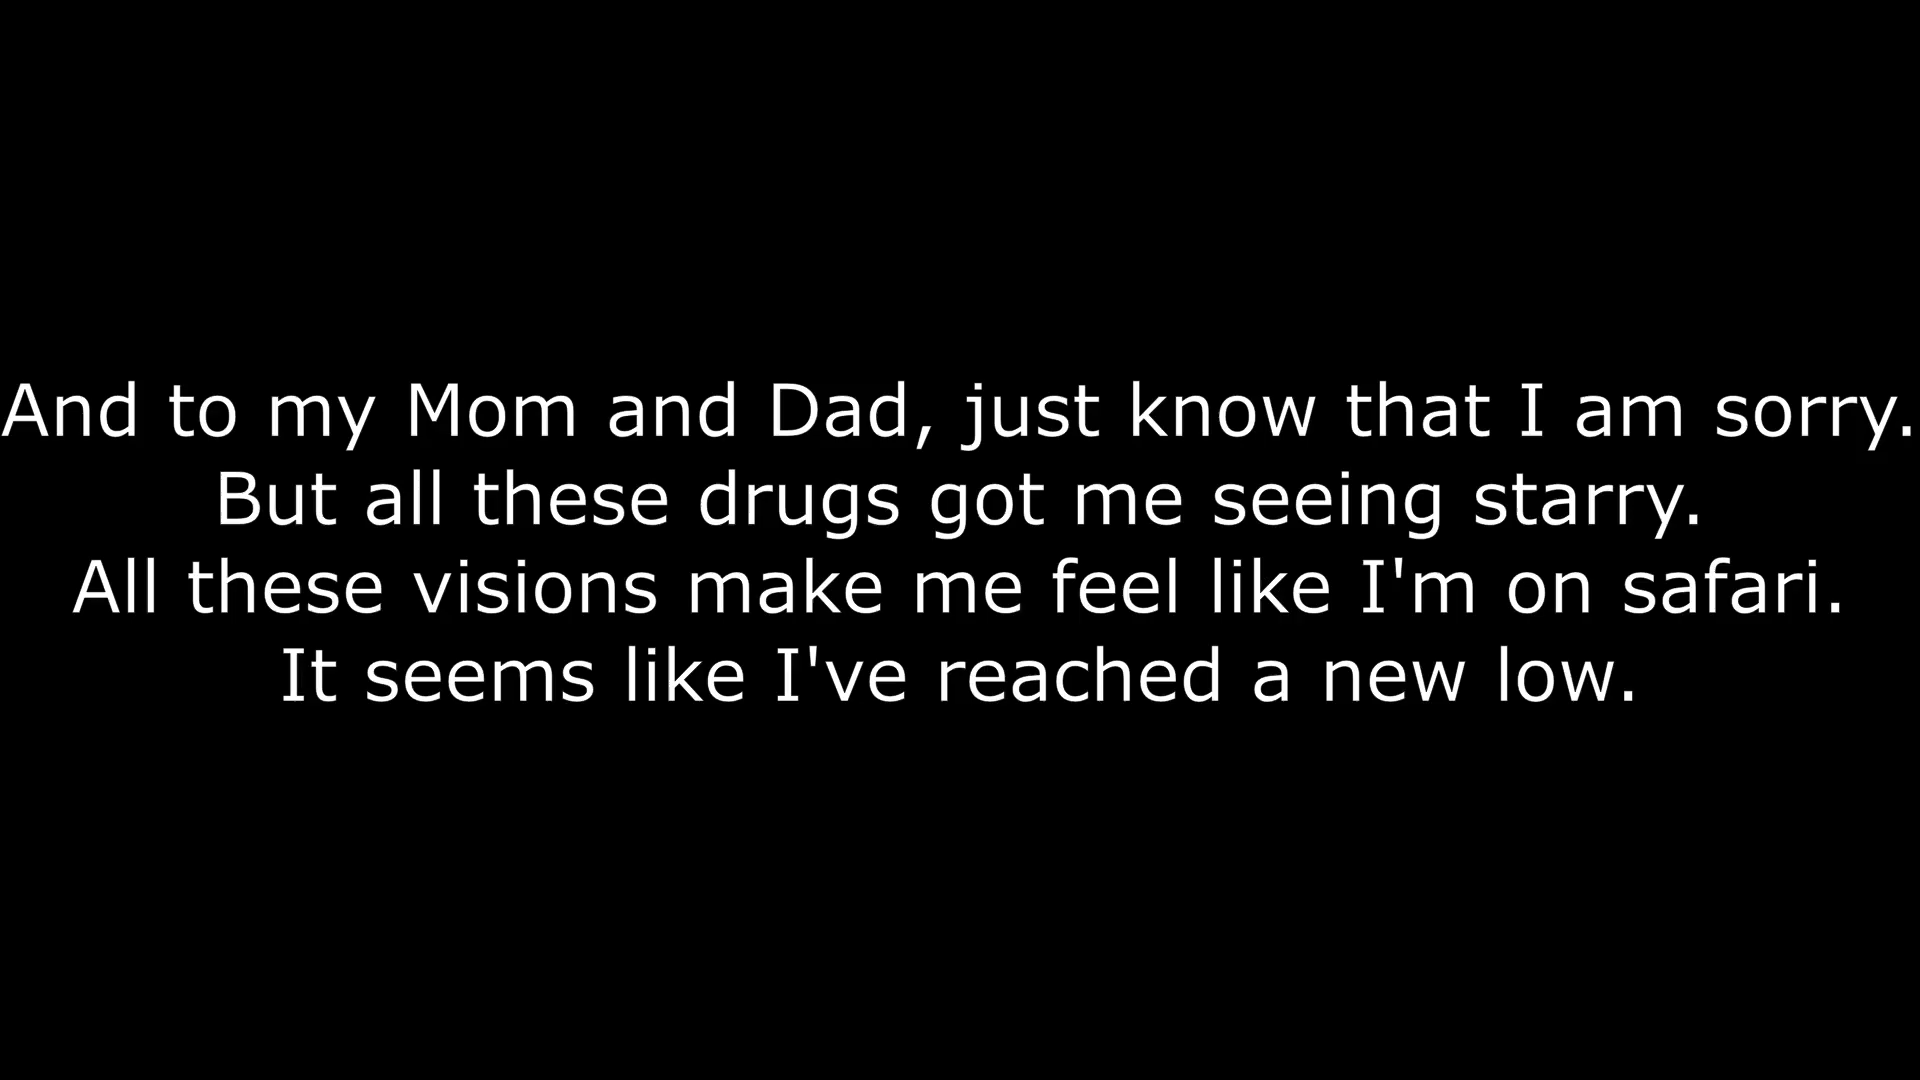 And to my Mom and Dad, just know that I am sorry.
But all these drugs got me seeing starry.
All these visions make me feel like I'm on safari.
It seems like I've reached a new low.